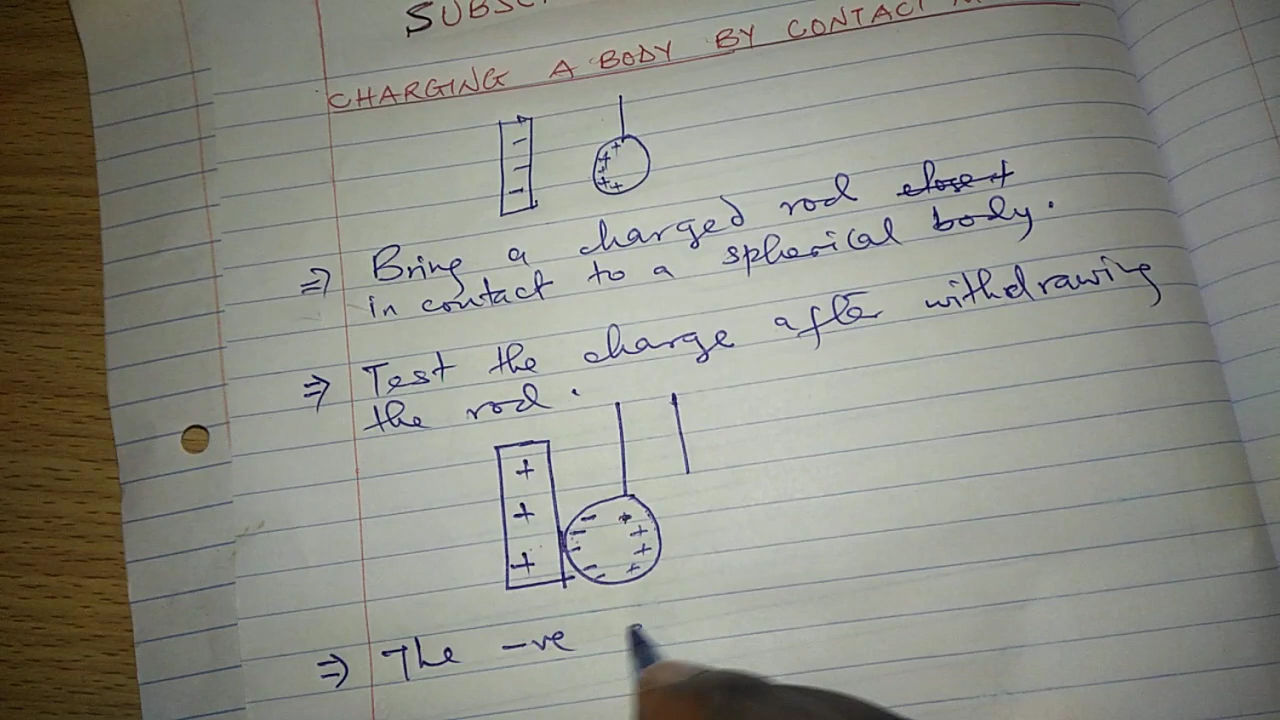 SUBSC
CHARGING A BODY BY CONTACT
⇒ Bring a charged rod close t
in contact to a spherical body.
⇒ Test the charge after withdrawing
the rod.
⇒ The -ve